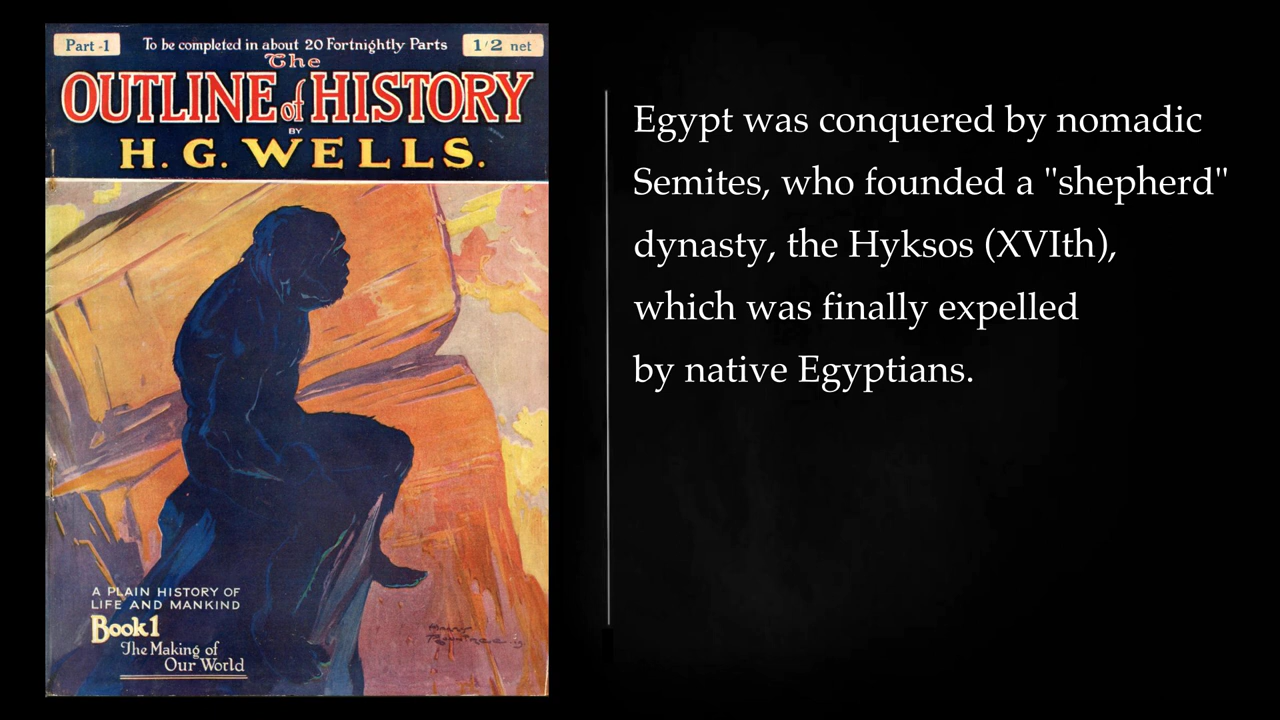 Part -1
To be completed in about 20 Fortnightly Parts
1/2 net
The
OUTLINE of HISTORY
BY
H. G. WELLS.
A PLAIN HISTORY OF
LIFE AND MANKIND
Book 1
The Making of
Our World
Egypt was conquered by nomadic
Semites, who founded a "shepherd"
dynasty, the Hyksos (XVIth),
which was finally expelled
by native Egyptians.